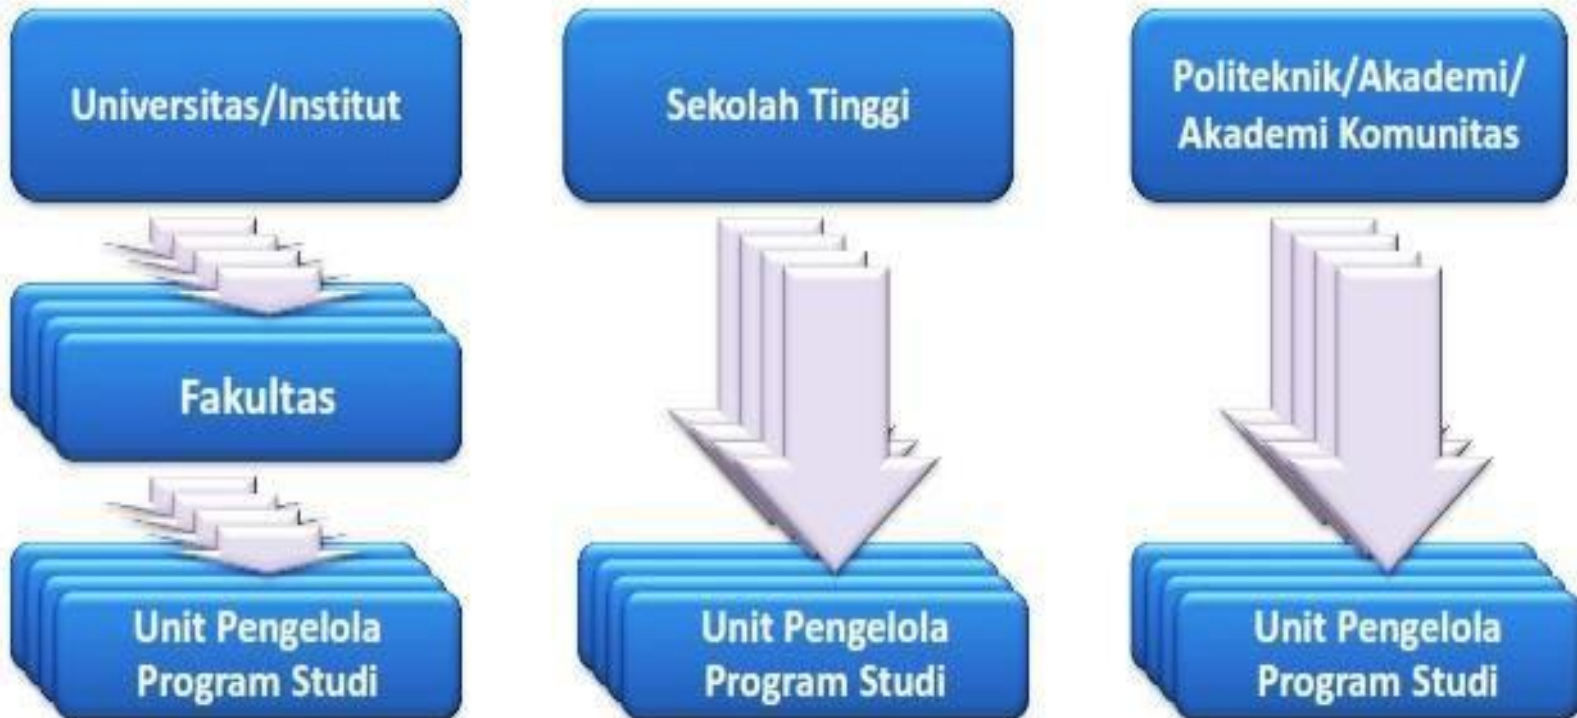 Universitas/Institut
Sekolah Tinggi
Politeknik/Akademi/
Akademi Komunitas
Fakultas
Unit Pengelola
Program Studi
Unit Pengelola
Program Studi
Unit Pengelola
Program Studi